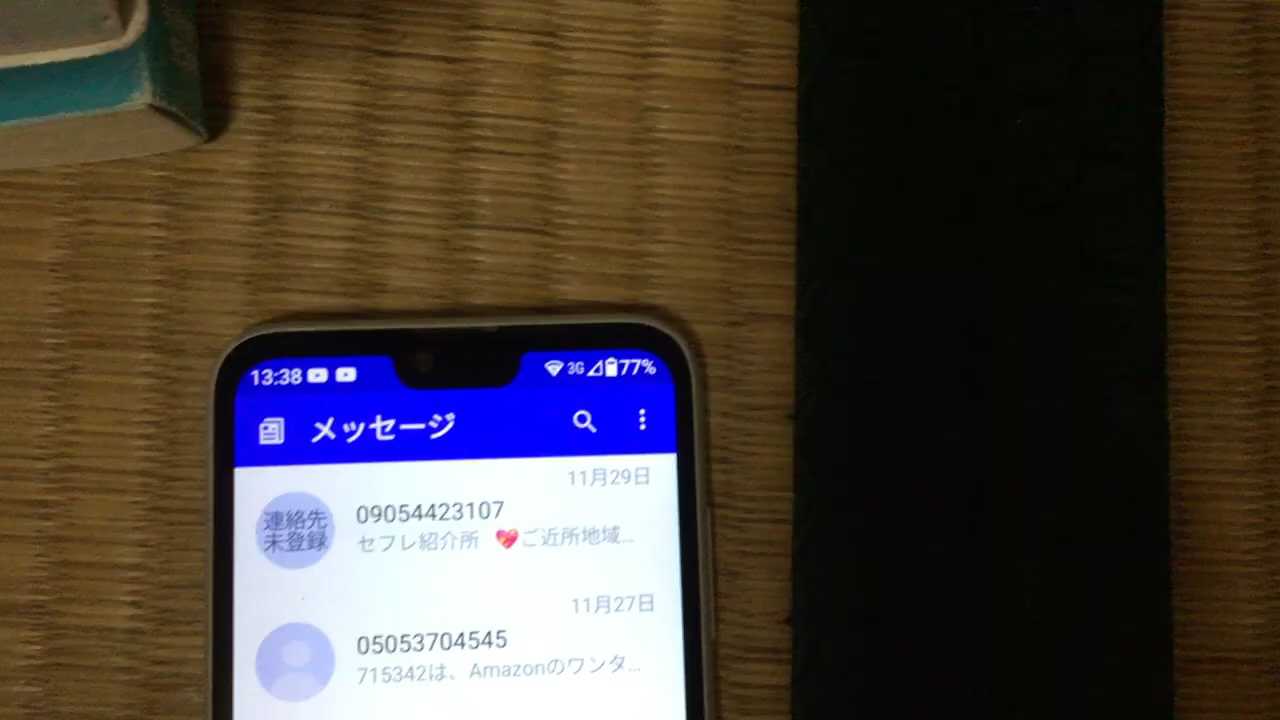 13:38 3G 77%
メッセージ
11月29日
連絡先
未登録
09054423107
セフレ紹介所 💖ご近所地域...
11月27日
05053704545
715342は、Amazonのワンタ...